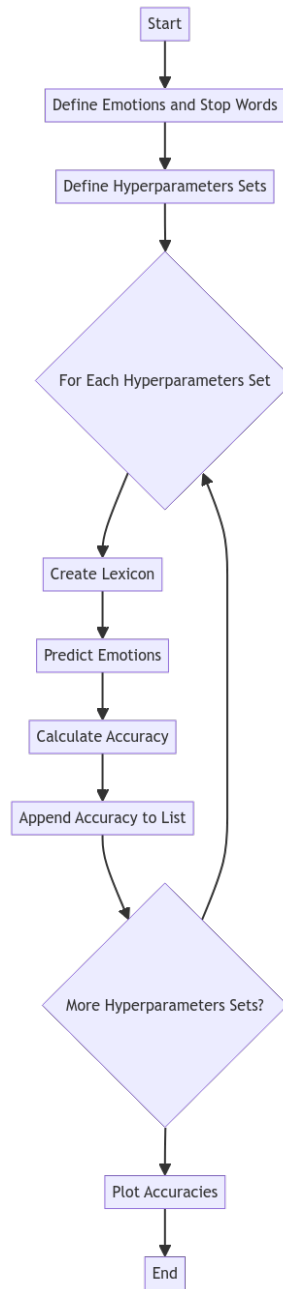 Start
Define Emotions and Stop Words
Define Hyperparameters Sets
For Each Hyperparameters Set
Create Lexicon
Predict Emotions
Calculate Accuracy
Append Accuracy to List
More Hyperparameters Sets?
Plot Accuracies
End